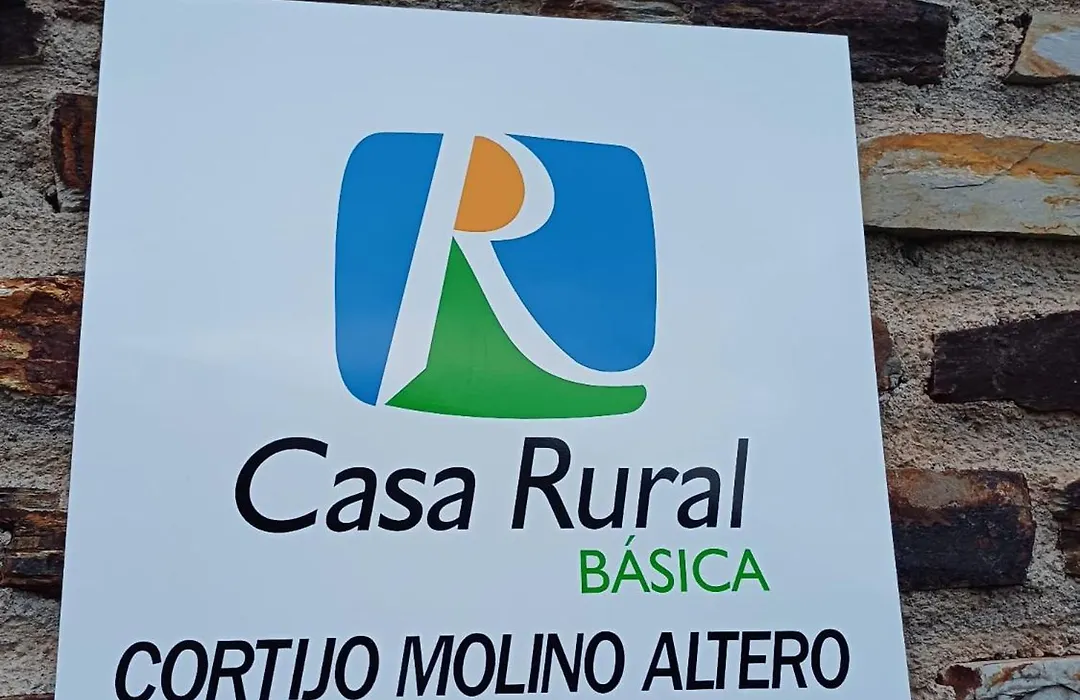 R
Casa Rural
BÁSICA
CORTIJO MOLINO ALTERO